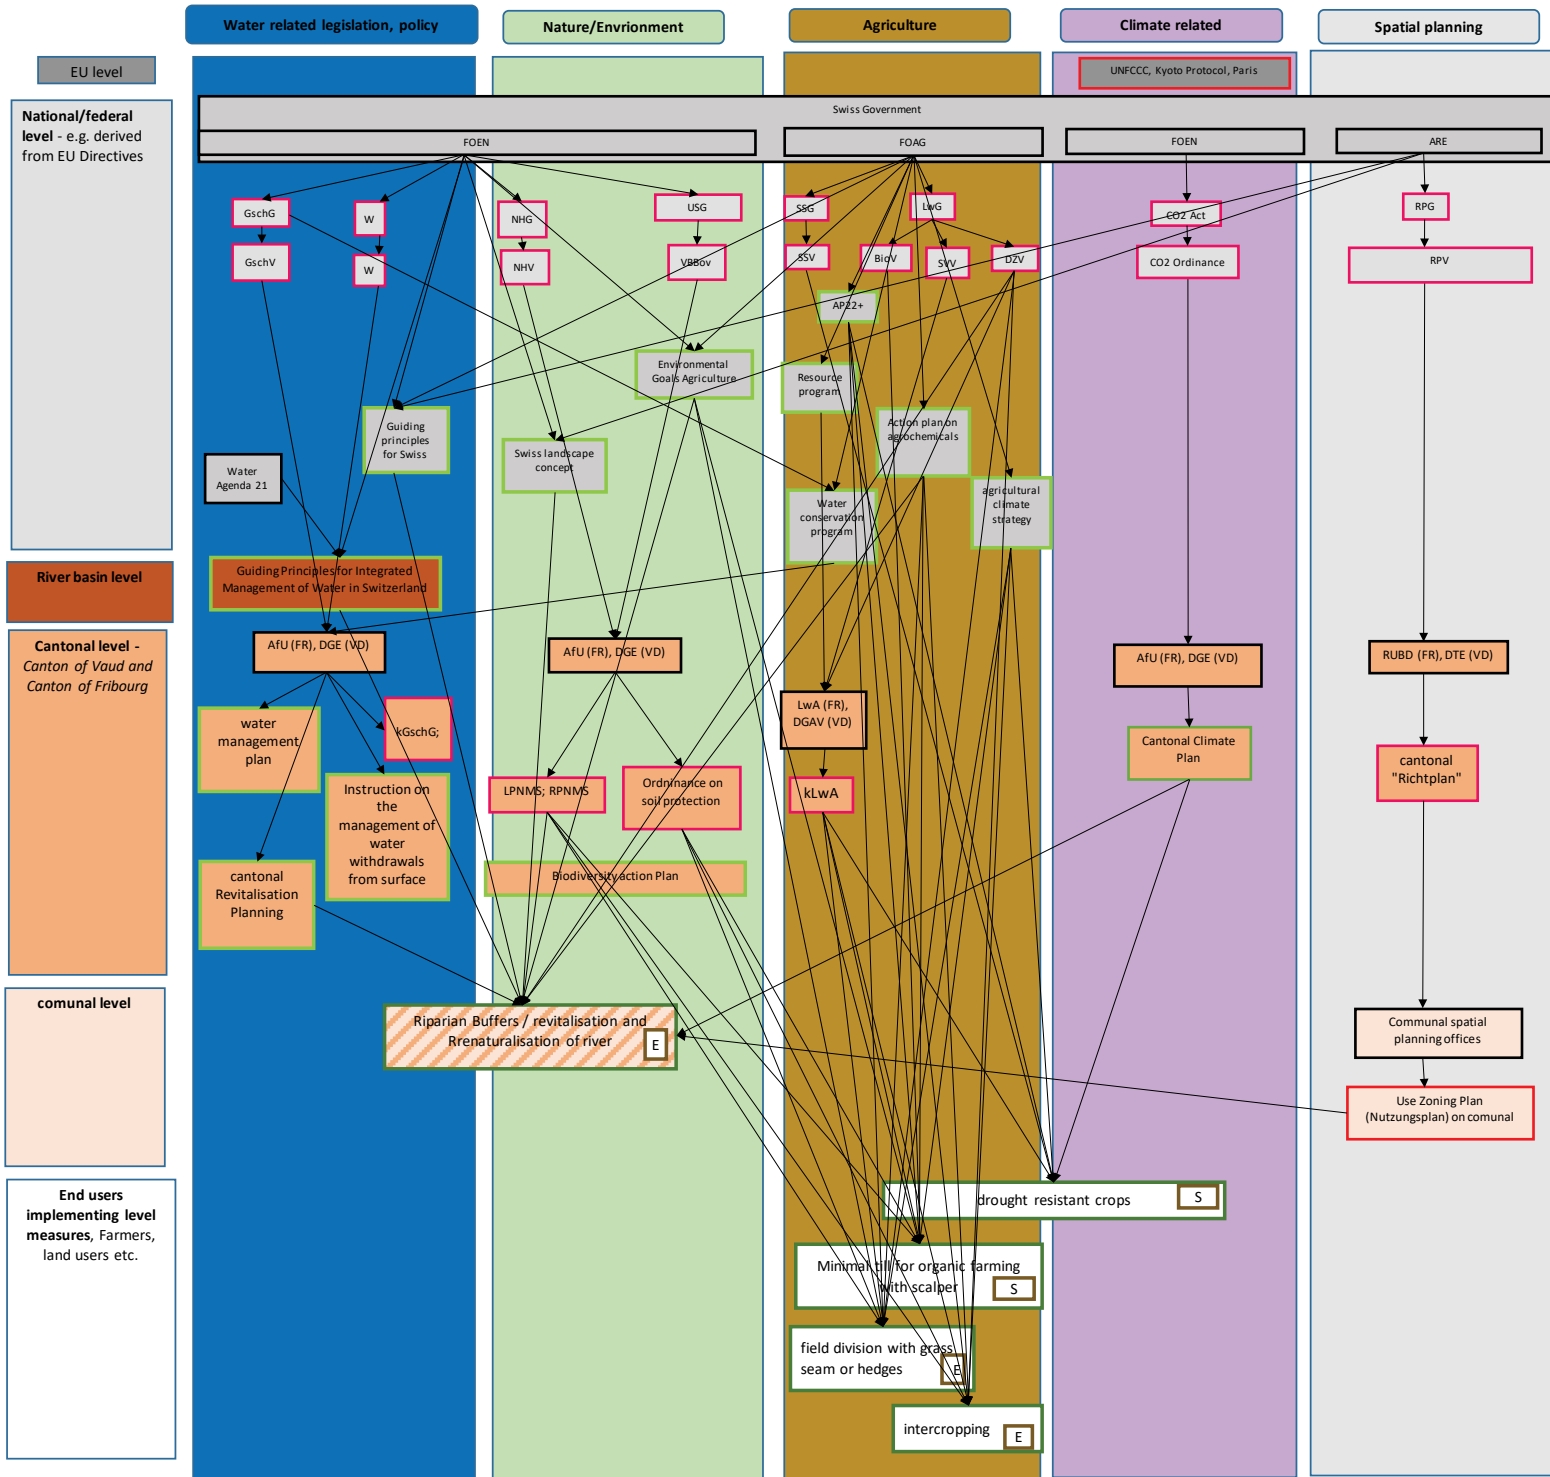 Water related legislation, policy
Nature/Envrionment
Agriculture
Climate related
Spatial planning
EU level
UNFCCC, Kyoto Protocol, Paris
National/federal
level - e.g. derived
from EU Directives
Swiss Government
FOEN
FOAG
FOEN
ARE
GschG
W
NHG
USG
SSG
LwG
CO2 Act
RPG
GschV
W
NHV
VBBov
SSV
BioV
SVV
DZV
CO2 Ordinance
RPV
AP22+
Environmental
Goals Agriculture
Resource
program
Guiding
principles
for Swiss
Action plan on
agrochemicals
Swiss landscape
concept
Water
Agenda 21
Water
conservation
program
agricultural
climate
strategy
River basin level
Guiding Principles for Integrated
Management of Water in Switzerland
Cantonal level -
Canton of Vaud and
Canton of Fribourg
AfU (FR), DGE (VD)
AfU (FR), DGE (VD)
AfU (FR), DGE (VD)
RUBD (FR), DTE (VD)
LwA (FR),
DGAV (VD)
water
management
plan
kGschG;
Cantonal Climate
Plan
cantonal
"Richtplan"
LPNMS; RPNMS
Ordninance on
soil protection
kLwA
Instruction on
the
management of
water
withdrawals
from surface
cantonal
Revitalisation
Planning
Biodiversity action Plan
comunal level
Riparian Buffers / revitalisation and
Rrenaturalisation of river
E
Communal spatial
planning offices
Use Zoning Plan
(Nutzungsplan) on comunal
End users
implementing level
measures, Farmers,
land users etc.
drought resistant crops
S
Minimal till for organic farming
with scalper
S
field division with grass
seam or hedges
E
intercropping
E